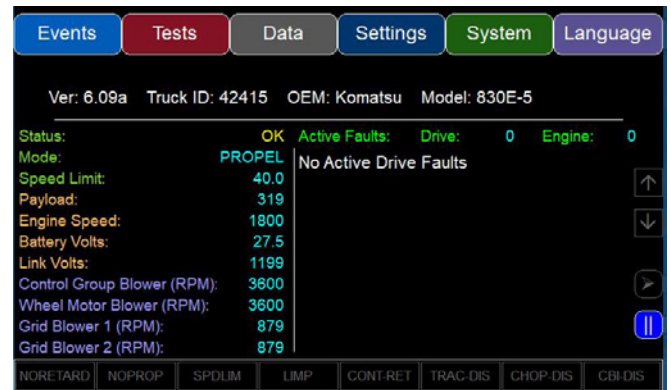 Events Tests Data Settings System Language
Ver: 6.09a Truck ID: 42415 OEM: Komatsu Model: 830E-5
Status: OK Active Faults: Drive: 0 Engine: 0
Mode: PROPEL No Active Drive Faults
Speed Limit: 40.0
Payload: 319
Engine Speed: 1800
Battery Volts: 27.5
Link Volts: 1199
Control Group Blower (RPM): 3600
Wheel Motor Blower (RPM): 3600
Grid Blower 1 (RPM): 879
Grid Blower 2 (RPM): 879
NORETARD NOPROP SPDLIM LIMP CONT-RET TRAC-DIS CHOP-DIS CBI-DIS